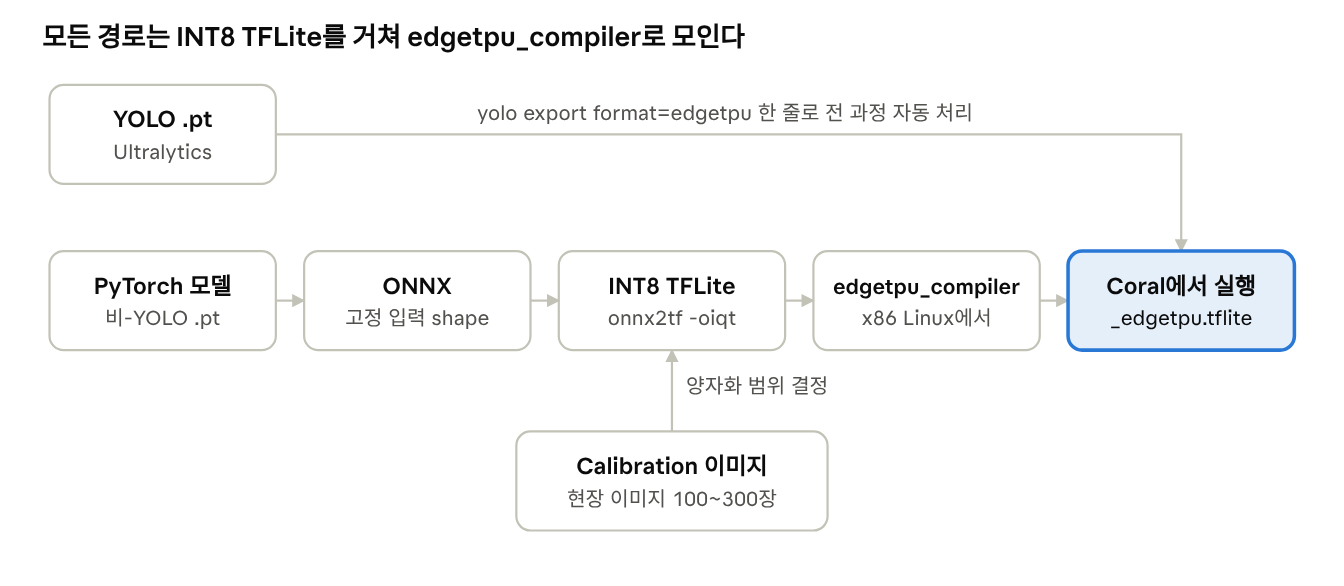 모든 경로는 INT8 TFLite를 거쳐 edgetpu_compiler로 모인다
YOLO .pt
Ultralytics
yolo export format=edgetpu 한 줄로 전 과정 자동 처리
PyTorch 모델
비-YOLO .pt
ONNX
고정 입력 shape
INT8 TFLite
onnx2tf -oiqt
edgetpu_compiler
x86 Linux에서
Coral에서 실행
_edgetpu.tflite
양자화 범위 결정
Calibration 이미지
현장 이미지 100~300장